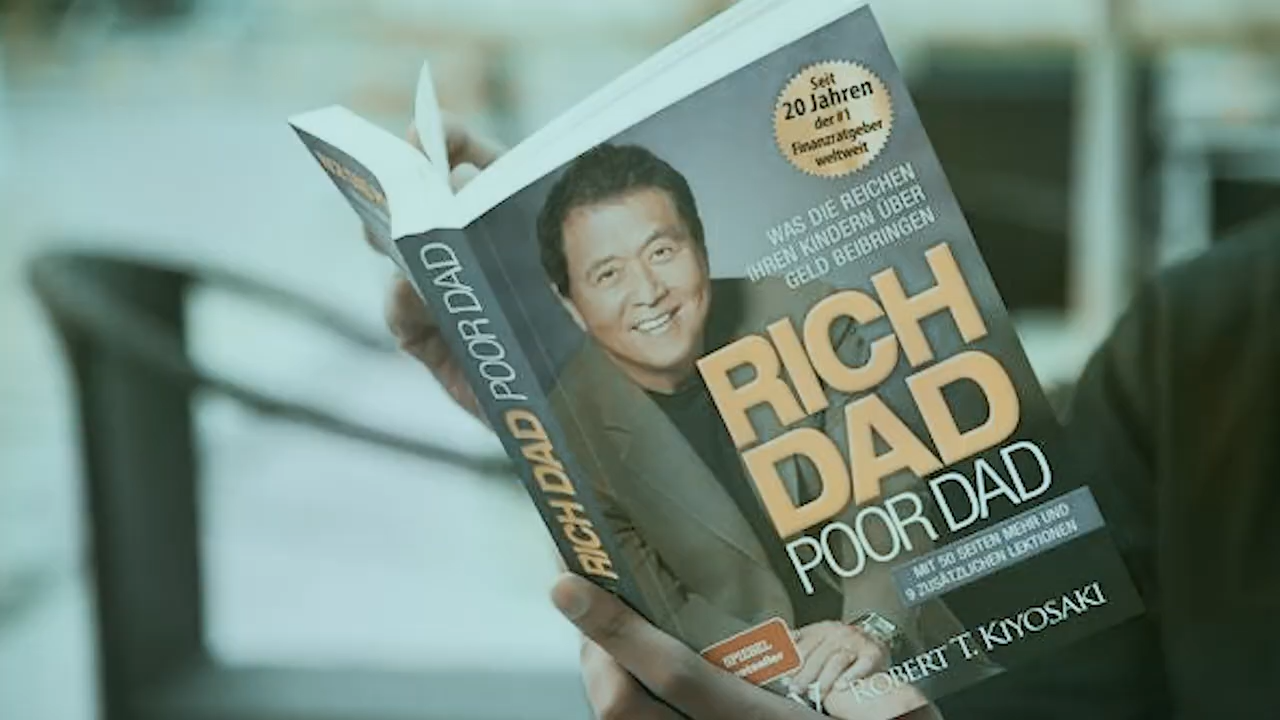 Seit
20 Jahren
der #1
Finanzratgeber
weltweit
WAS DIE REICHEN
IHREN KINDERN ÜBER
GELD BEIBRINGEN
RICH
DAD
POOR DAD
MIT 50 SEITEN MEHR UND
9 ZUSÄTZLICHEN LEKTIONEN
ROBERT T. KIYOSAKI
SPIEGEL
RICH DAD POOR DAD